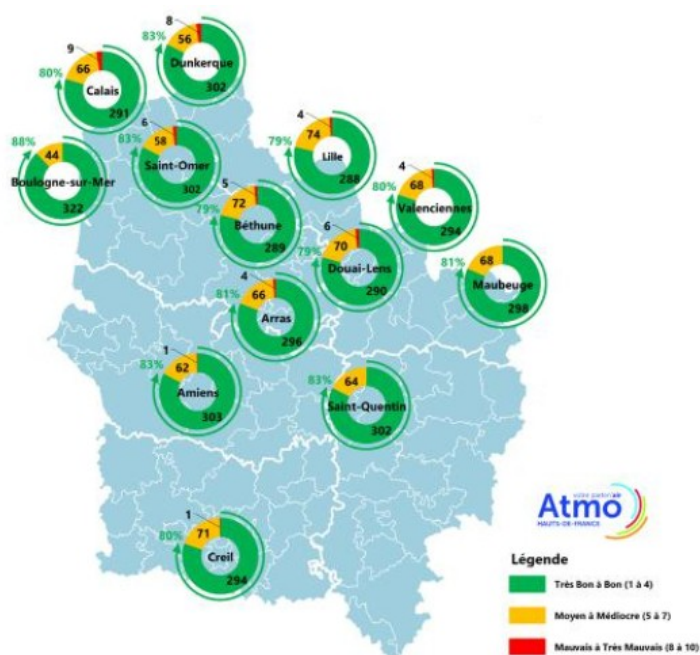 8
83%
56
Dunkerque
302
9
80%
66
Calais
291
6
83%
58
Saint-Omer
302
4
79%
74
Lille
288
88%
44
Boulogne-sur-Mer
322
4
80%
68
Valenciennes
294
5
79%
72
Béthune
289
6
79%
70
Douai-Lens
290
81%
68
Maubeuge
298
4
81%
66
Arras
296
1
83%
62
Amiens
303
83%
64
Saint-Quentin
302
1
80%
71
Creil
294
votre parten'air
Atmo
HAUTS-DE-FRANCE
Légende
Très Bon à Bon (1 à 4)
Moyen à Médiocre (5 à 7)
Mauvais à Très Mauvais (8 à 10)